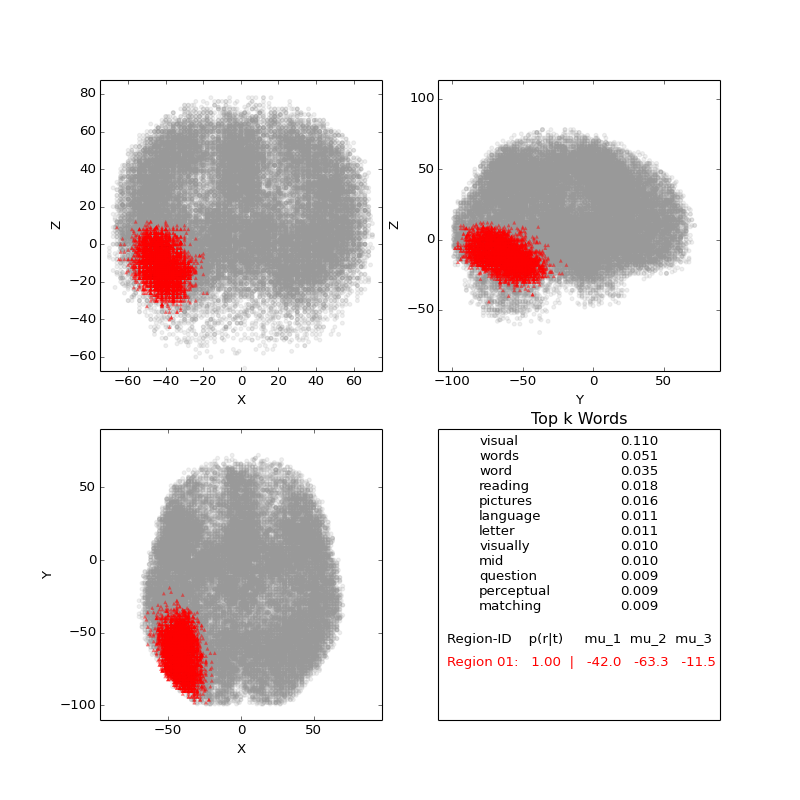 80
60
40
20
0
−20
−40
−60
Z
−60 −40 −20 0 20 40 60
X
100
50
0
−50
Z
−100 −50 0 50
Y
50
0
−50
−100
Y
−50 0 50
X
Top k Words
visual 0.110
words 0.051
word 0.035
reading 0.018
pictures 0.016
language 0.011
letter 0.011
visually 0.010
mid 0.010
question 0.009
perceptual 0.009
matching 0.009
Region-ID p(r|t) mu_1 mu_2 mu_3
Region 01: 1.00 | -42.0 -63.3 -11.5